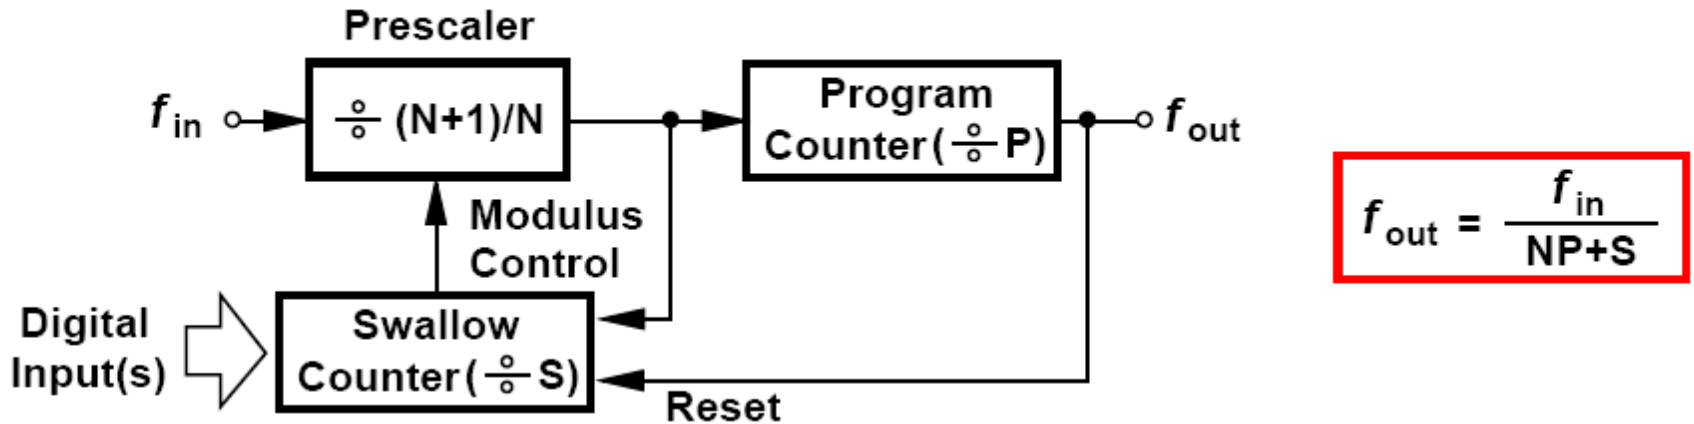 Prescaler
f in
÷ (N+1)/N
Program
Counter(÷P)
f out
Modulus
Control
Digital
Input(s)
Swallow
Counter(÷S)
Reset
f out = f in / NP+S